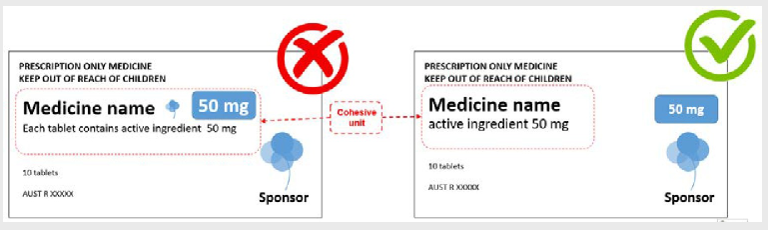 PRESCRIPTION ONLY MEDICINE
KEEP OUT OF REACH OF CHILDREN
Medicine name
50 mg
Each tablet contains active ingredient 50 mg
10 tablets
AUST R XXXXX
Sponsor
Cohesive
unit
PRESCRIPTION ONLY MEDICINE
KEEP OUT OF REACH OF CHILDREN
Medicine name
active ingredient 50 mg
50 mg
10 tablets
AUST R XXXXX
Sponsor